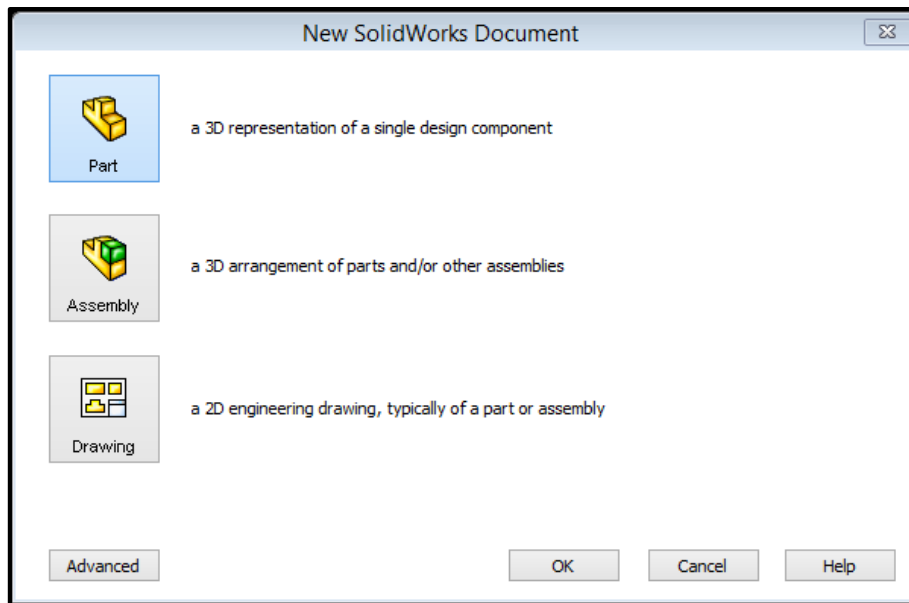 New SolidWorks Document
Part
a 3D representation of a single design component
Assembly
a 3D arrangement of parts and/or other assemblies
Drawing
a 2D engineering drawing, typically of a part or assembly
Advanced
OK
Cancel
Help